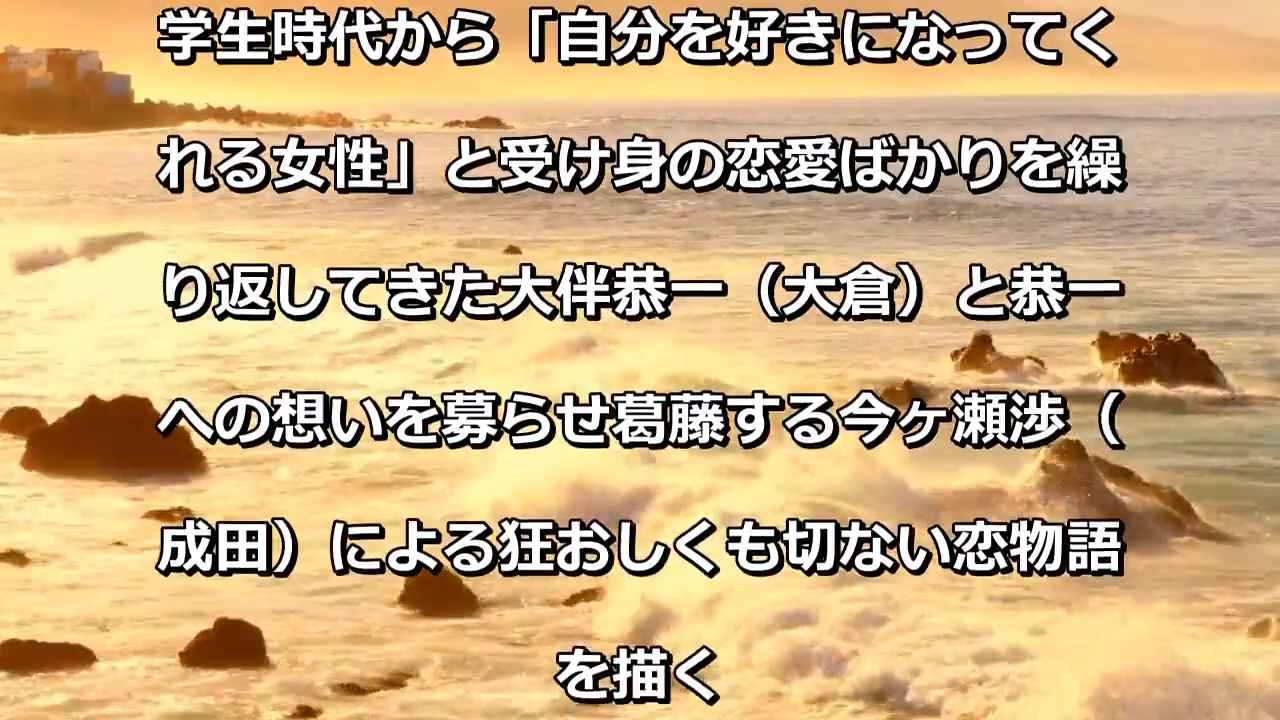 学生時代から「自分を好きになってく
れる女性」と受け身の恋愛ばかりを繰
り返してきた大伴恭一（大倉）と恭一
への想いを募らせ葛藤する今ヶ瀬渉（
成田）による狂おしくも切ない恋物語
を描く